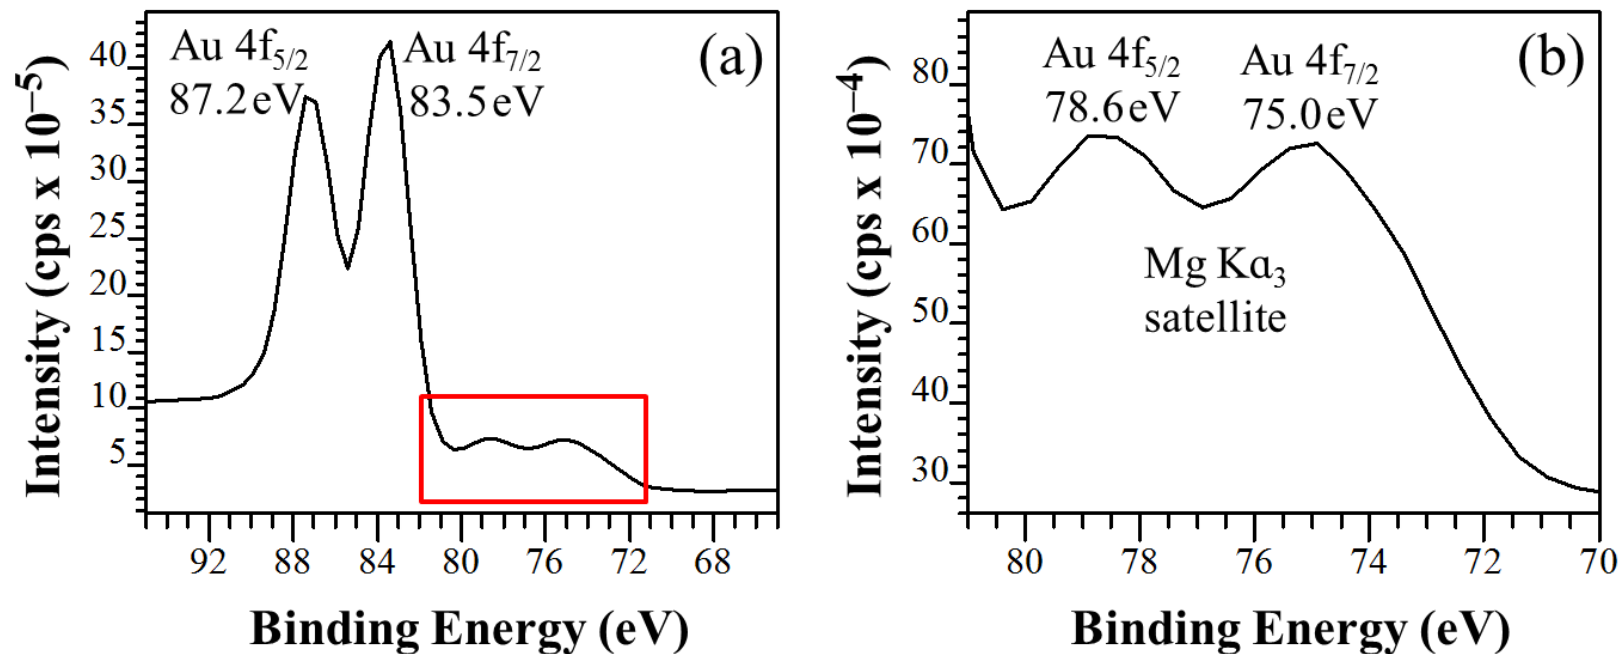 (a)
Au 4f5/2
87.2 eV
Au 4f7/2
83.5 eV
Intensity (cps x 10−5)
40
35
30
25
20
15
10
5
92 88 84 80 76 72 68
Binding Energy (eV)
(b)
Au 4f5/2
78.6 eV
Au 4f7/2
75.0 eV
Mg Kα3
satellite
Intensity (cps x 10−4)
80
70
60
50
40
30
80 78 76 74 72 70
Binding Energy (eV)